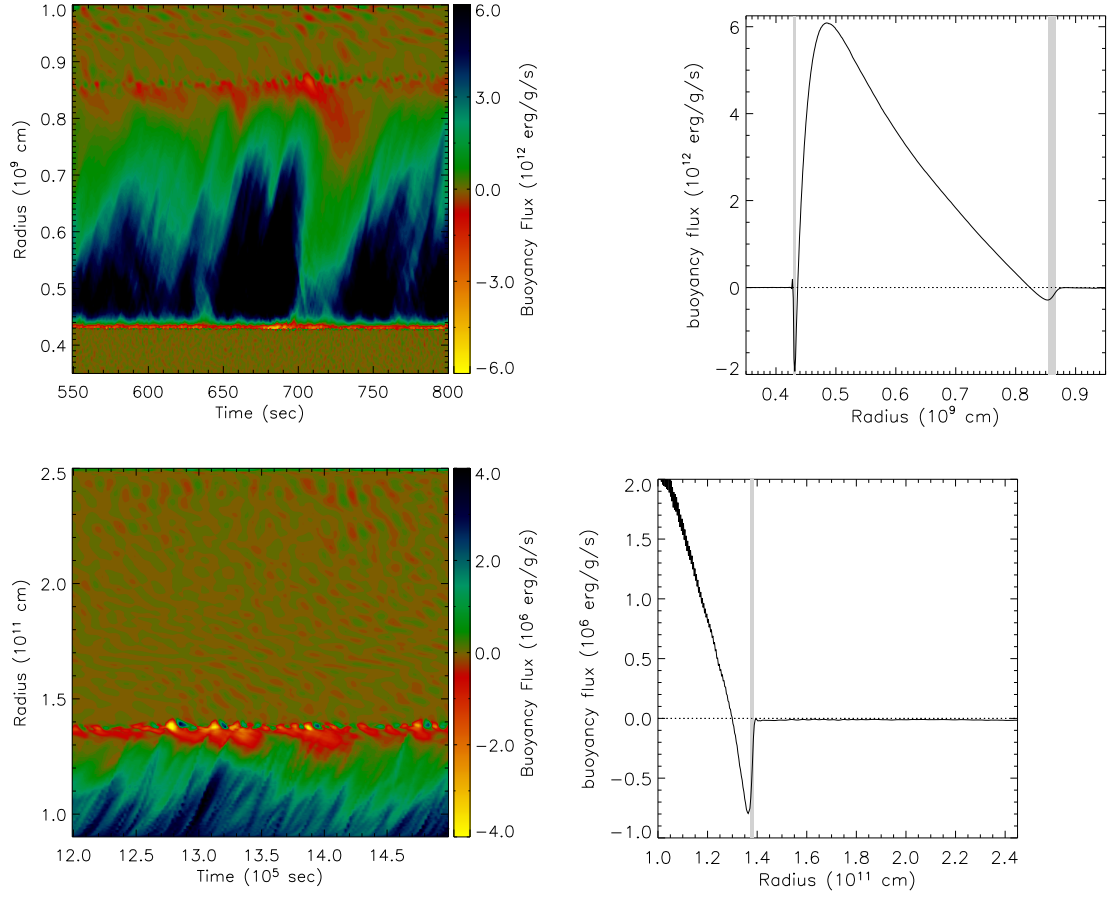 1.0
0.9
0.8
0.7
0.6
0.5
0.4
Radius (10⁹ cm)
550 600 650 700 750 800
Time (sec)
6.0
3.0
0.0
−3.0
−6.0
Buoyancy Flux (10¹² erg/g/s)
6
4
2
0
−2
buoyancy flux (10¹² erg/g/s)
0.4 0.5 0.6 0.7 0.8 0.9
Radius (10⁹ cm)
2.5
2.0
1.5
1.0
Radius (10¹¹ cm)
12.0 12.5 13.0 13.5 14.0 14.5
Time (10⁵ sec)
4.0
2.0
0.0
−2.0
−4.0
Buoyancy Flux (10⁶ erg/g/s)
2.0
1.5
1.0
0.5
0.0
−0.5
−1.0
buoyancy flux (10⁶ erg/g/s)
1.0 1.2 1.4 1.6 1.8 2.0 2.2 2.4
Radius (10¹¹ cm)